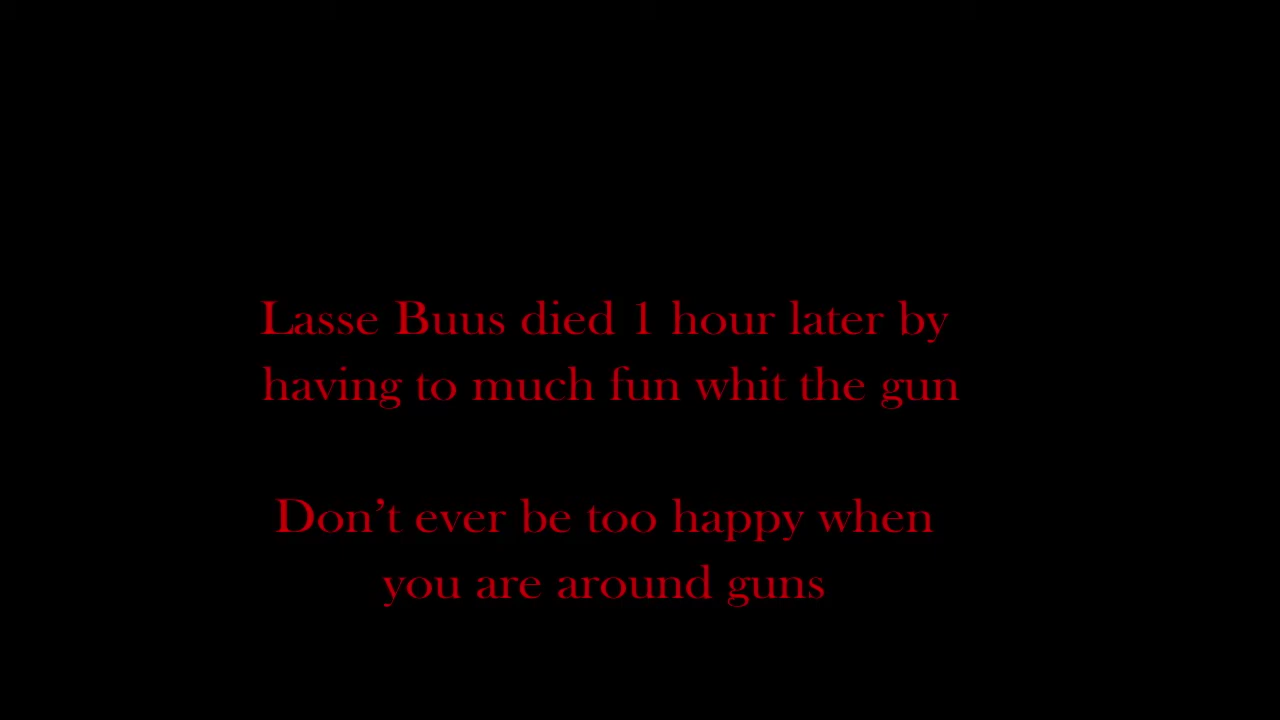 Lasse Buus died 1 hour later by
having to much fun whit the gun
Don’t ever be too happy when
you are around guns